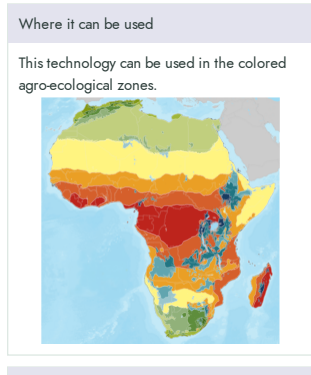 Where it can be used
This technology can be used in the colored
agro-ecological zones.